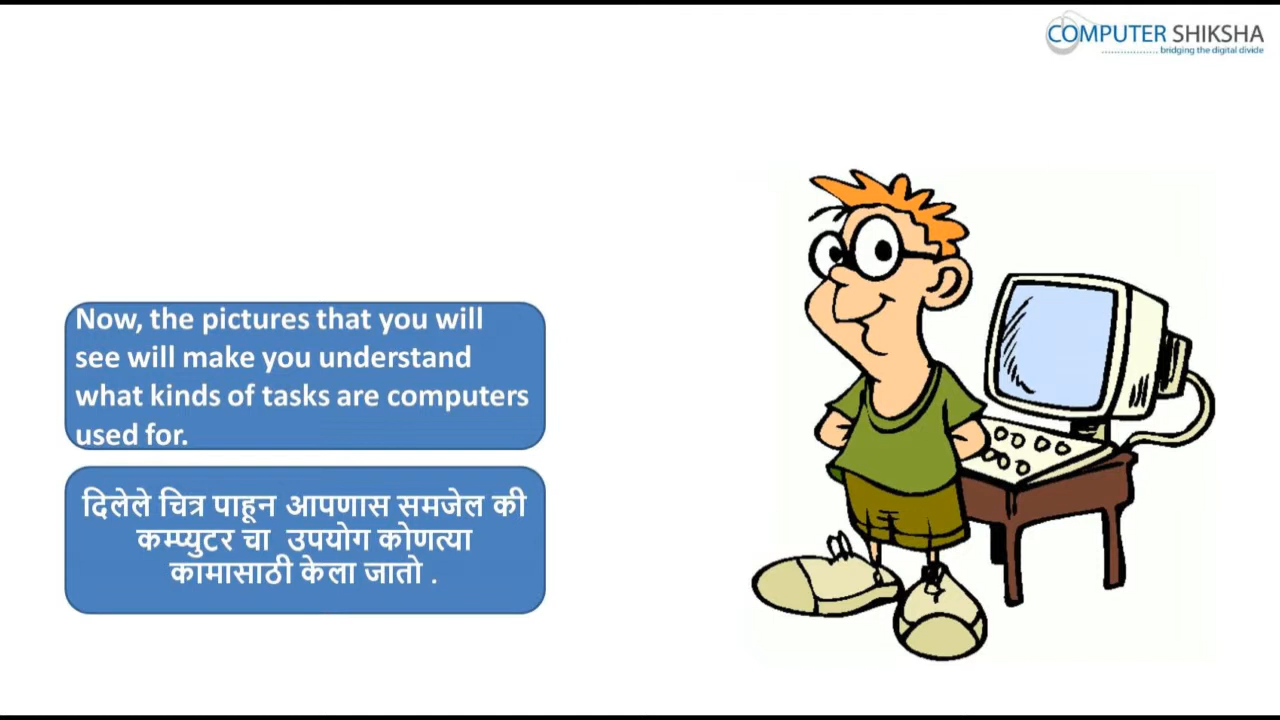 COMPUTER SHIKSHA
bridging the digital divide
Now, the pictures that you will
see will make you understand
what kinds of tasks are computers
used for.
दिलेले चित्र पाहून आपणास समजेल की
कम्प्युटर चा  उपयोग कोणत्या
कामासाठी केला जातो .